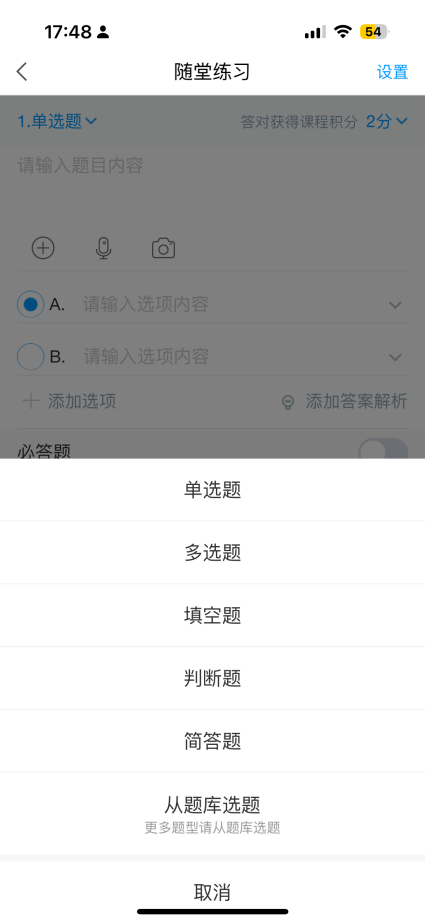 17:48
54
随堂练习
设置
1.单选题
答对获得课程积分 2分
请输入题目内容
A. 请输入选项内容
B. 请输入选项内容
添加选项
添加答案解析
必答题
单选题
多选题
填空题
判断题
简答题
从题库选题
更多题型请从题库选题
取消